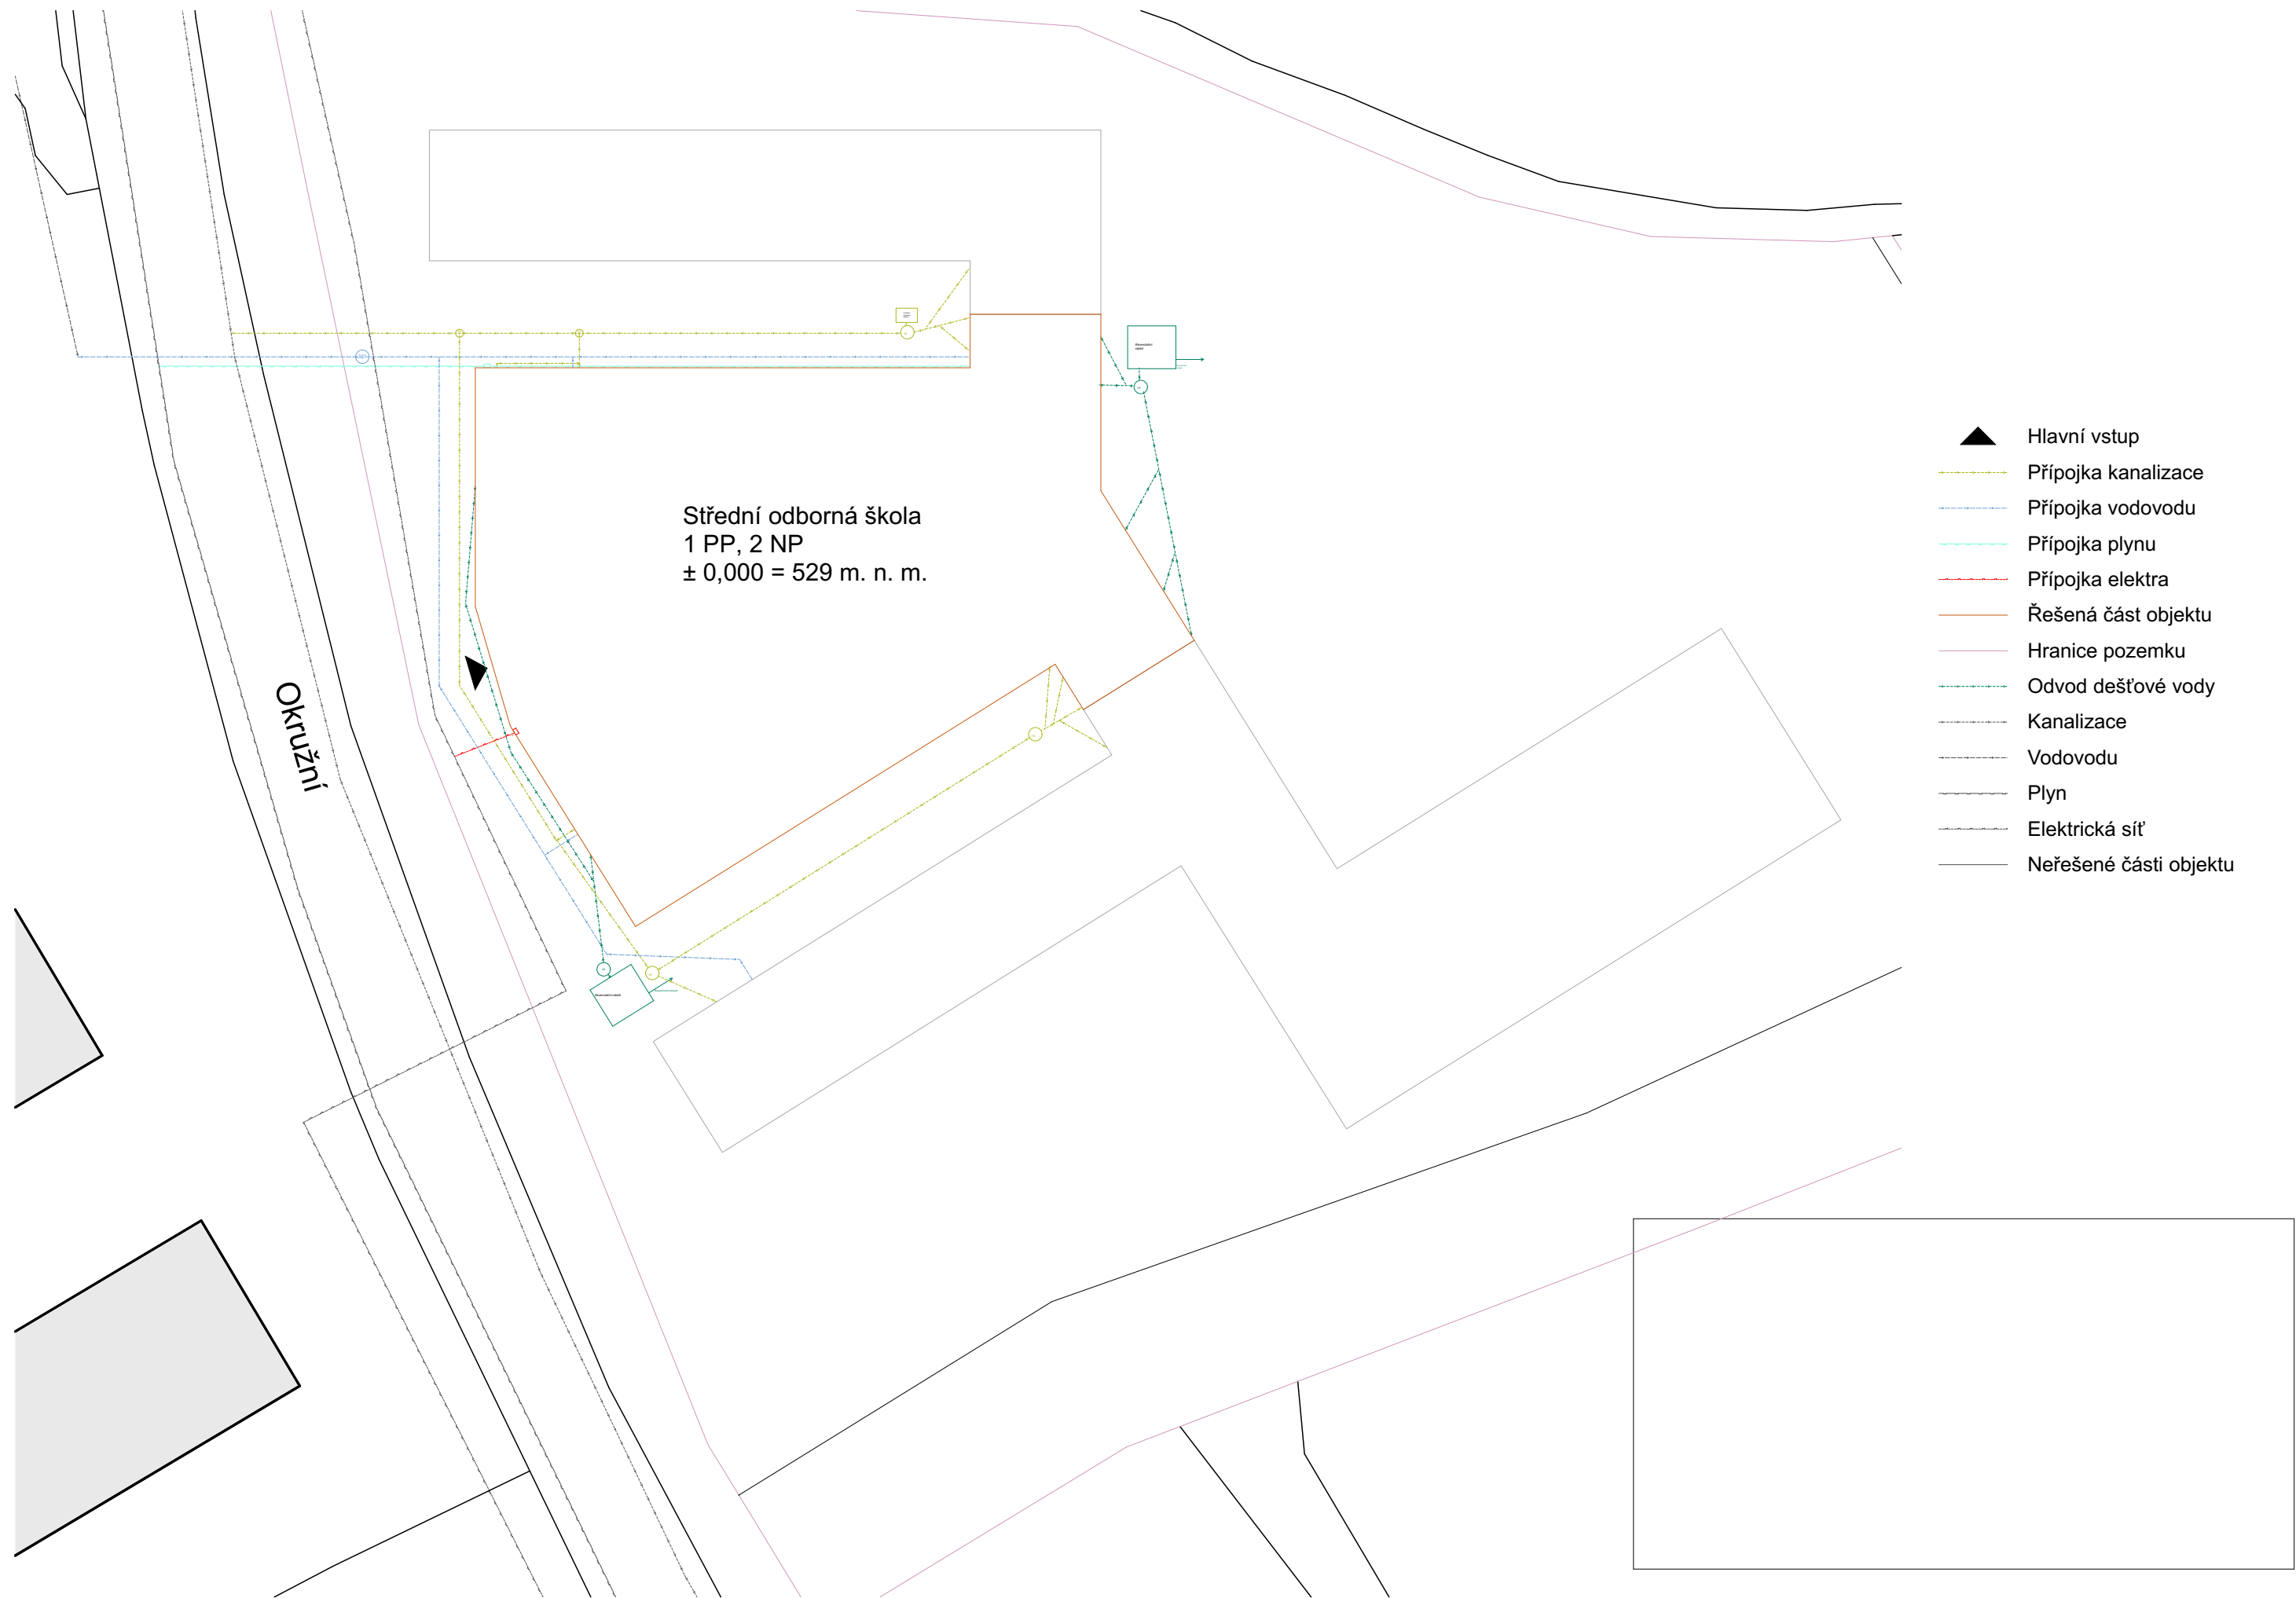 Střední odborná škola
1 PP, 2 NP
± 0,000 = 529 m. n. m.
Okružní
Hlavní vstup
Přípojka kanalizace
Přípojka vodovodu
Přípojka plynu
Přípojka elektra
Řešená část objektu
Hranice pozemku
Odvod dešťové vody
Kanalizace
Vodovodu
Plyn
Elektrická síť
Neřešené části objektu